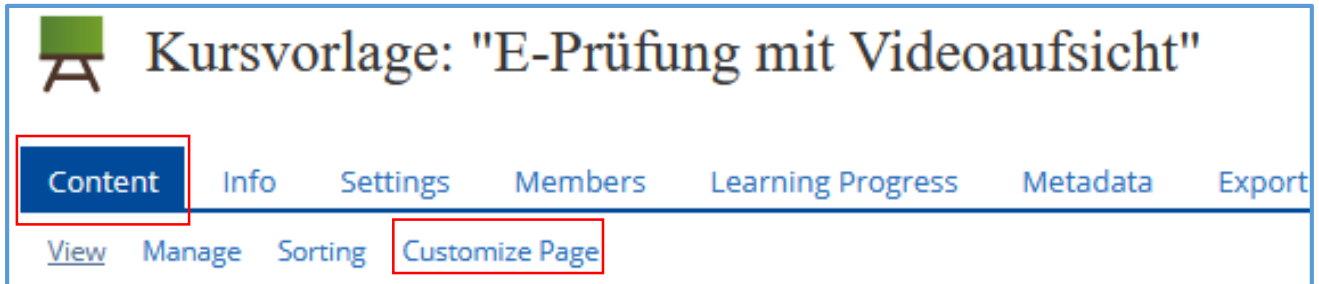 Kursvorlage: "E-Prüfung mit Videoaufsicht"
Content Info Settings Members Learning Progress Metadata Export
View Manage Sorting Customize Page